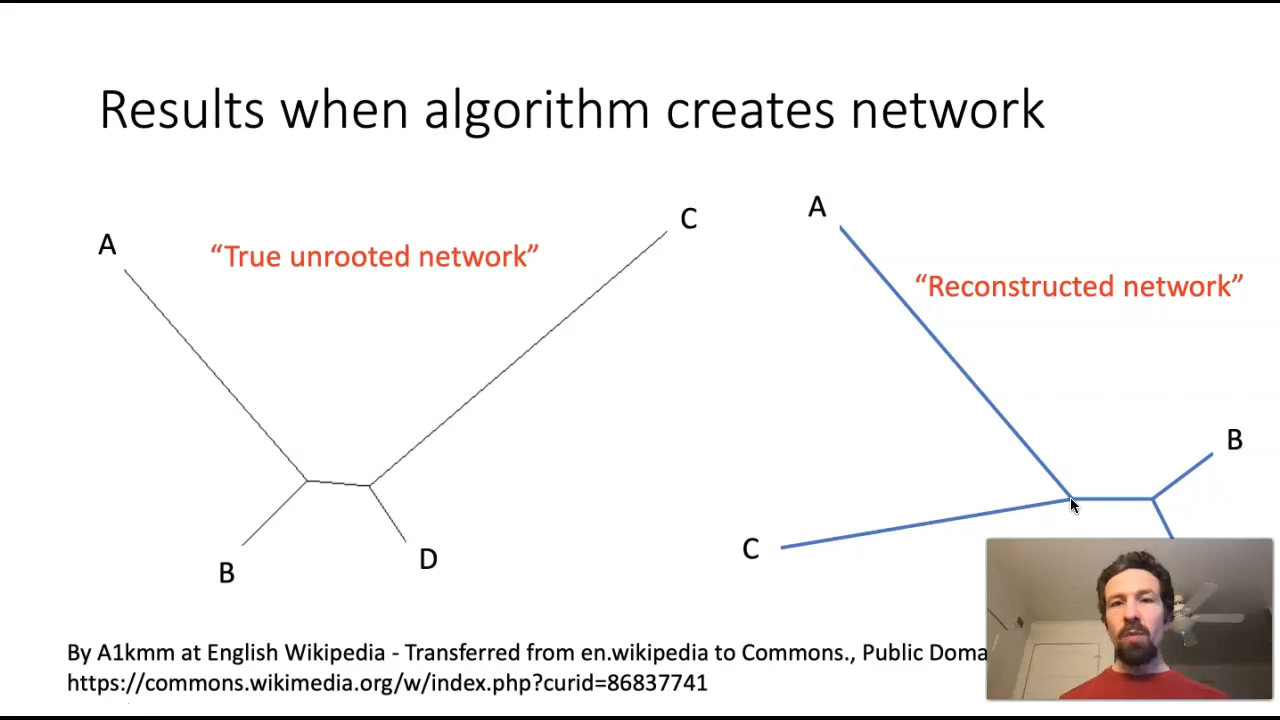 Results when algorithm creates network
A
"True unrooted network"
C
B
D
A
"Reconstructed network"
B
C
By A1kmm at English Wikipedia - Transferred from en.wikipedia to Commons., Public Doma
https://commons.wikimedia.org/w/index.php?curid=86837741